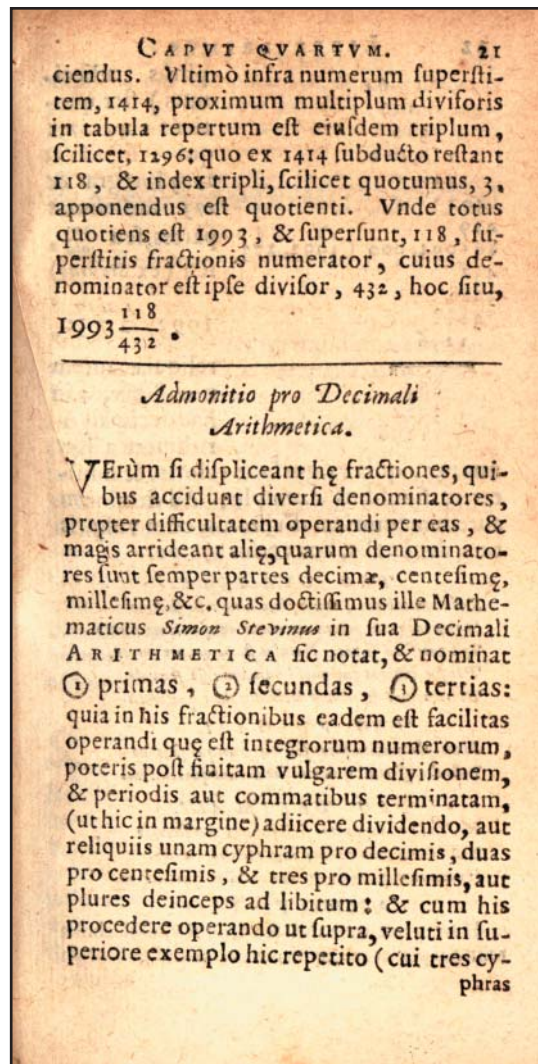 CAPVT QVARTVM. 21
ciendus. Vltimò infra numerum ſuperſti-
tem, 1414, proximum multiplum diviſoris
in tabula repertum eſt eiuſdem triplum,
ſcilicet, 1296: quo ex 1414 ſubducto reſtant
118, & index tripli, ſcilicet quotumus, 3,
apponendus eſt quotienti. Vnde totus
quotiens eſt 1993, & ſuperſunt, 118, ſu-
perſtitis fractionis numerator, cuius de-
nominator eſt ipſe diviſor, 432, hoc ſitu,
1993 118/432 .
Admonitio pro Decimali
Arithmetica.
VErùm ſi diſpliceant hę fractiones, qui-
bus accidunt diverſi denominatores,
propter difficultatem operandi per eas, &
magis arrideant alię, quarum denominato-
res ſunt ſemper partes decimæ, centeſimę,
milleſimę, &c. quas doctiſſimus ille Mathe-
maticus Simon Stevinus in ſua Decimali
ARITHMETICA ſic notat, & nominat
① primas, ② ſecundas, ③ tertias:
quia in his fractionibus eadem eſt facilitas
operandi quę eſt integrorum numerorum,
poteris poſt finitam vulgarem diviſionem,
& periodis aut commatibus terminatam,
(ut hic in margine) adiicere dividendo, aut
reliquiis unam cyphram pro decimis, duas
pro centeſimis, & tres pro milleſimis, aut
plures deinceps ad libitum: & cum his
procedere operando ut ſupra, veluti in ſu-
periore exemplo hic repetito (cui tres cy-
phras